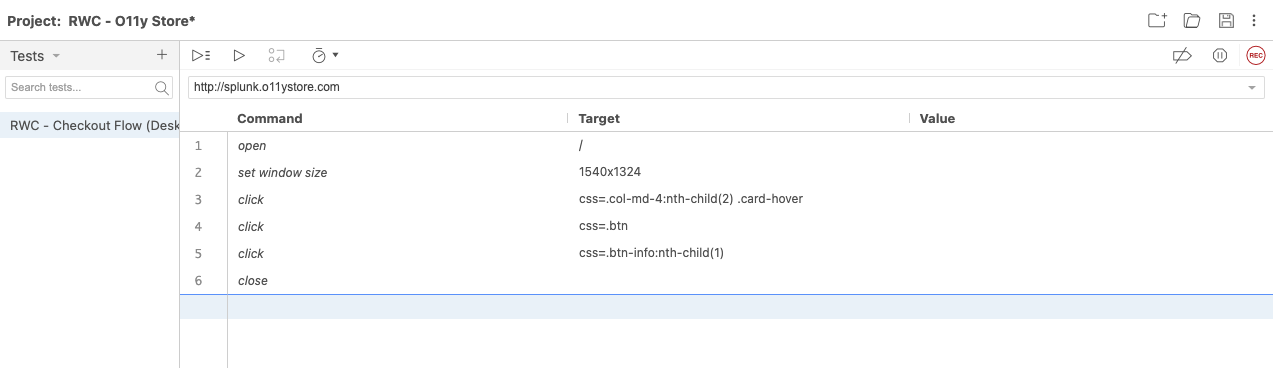 Project: RWC - O11y Store*
Tests
Search tests...
RWC - Checkout Flow (Desk
REC
http://splunk.o11ystore.com
Command Target Value
1 open /
2 set window size 1540x1324
3 click css=.col-md-4:nth-child(2) .card-hover
4 click css=.btn
5 click css=.btn-info:nth-child(1)
6 close